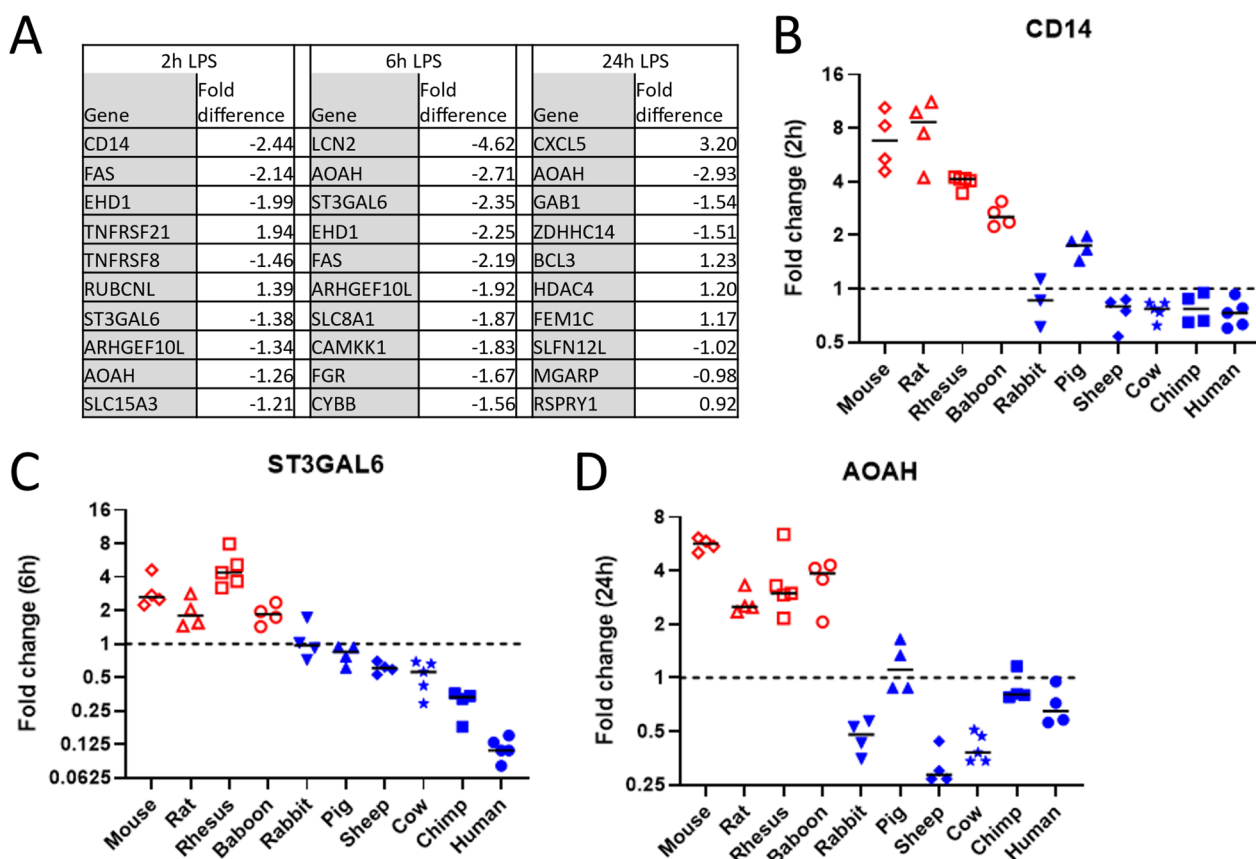 A
2h LPS 6h LPS 24h LPS
Gene Fold difference Gene Fold difference Gene Fold difference
CD14 -2.44 LCN2 -4.62 CXCL5 3.20
FAS -2.14 AOAH -2.71 AOAH -2.93
EHD1 -1.99 ST3GAL6 -2.35 GAB1 -1.54
TNFRSF21 1.94 EHD1 -2.25 ZDHHC14 -1.51
TNFRSF8 -1.46 FAS -2.19 BCL3 1.23
RUBCNL 1.39 ARHGEF10L -1.92 HDAC4 1.20
ST3GAL6 -1.38 SLC8A1 -1.87 FEM1C 1.17
ARHGEF10L -1.34 CAMKK1 -1.83 SLFN12L -1.02
AOAH -1.26 FGR -1.67 MGARP -0.98
SLC15A3 -1.21 CYBB -1.56 RSPRY1 0.92
B
CD14
Fold change (2h)
16
8
4
2
1
0.5
Mouse Rat Rhesus Baboon Rabbit Pig Sheep Cow Chimp Human
C
ST3GAL6
Fold change (6h)
16
8
4
2
1
0.5
0.25
0.125
0.0625
Mouse Rat Rhesus Baboon Rabbit Pig Sheep Cow Chimp Human
D
AOAH
Fold change (24h)
8
4
2
1
0.5
0.25
Mouse Rat Rhesus Baboon Rabbit Pig Sheep Cow Chimp Human